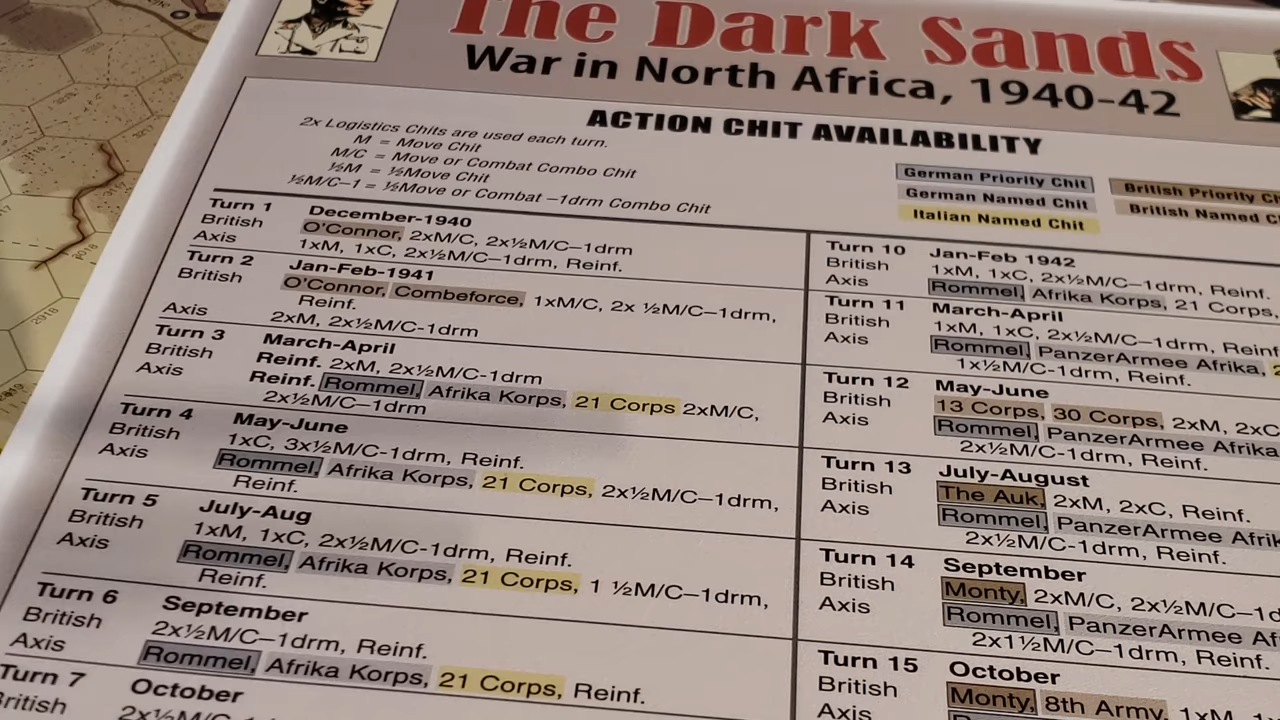 The Dark Sands
War in North Africa, 1940-42
ACTION CHIT AVAILABILITY
2x Logistics Chits are used each turn.
M = Move Chit
M/C = Move or Combat Combo Chit
½M = ½Move Chit
½M/C–1 = ½Move or Combat –1drm Combo Chit
German Priority Chit
German Named Chit
Italian Named Chit
British Priority
British Named
Turn 1 December-1940
British O'Connor, 2xM/C, 2x½M/C–1drm
Axis 1xM, 1xC, 2x½M/C–1drm, Reinf.
Turn 2 Jan-Feb-1941
British O'Connor, Combeforce, 1xM/C, 2x ½M/C–1drm,
Reinf.
Axis 2xM, 2x½M/C-1drm
Turn 3 March-April
British Reinf. 2xM, 2x½M/C-1drm
Axis Reinf. Rommel, Afrika Korps, 21 Corps 2xM/C,
2x½M/C–1drm
Turn 4 May-June
British 1xC, 3x½M/C-1drm, Reinf.
Axis Rommel, Afrika Korps, 21 Corps, 2x½M/C–1drm,
Reinf.
Turn 5 July-Aug
British 1xM, 1xC, 2x½M/C-1drm, Reinf.
Axis Rommel, Afrika Korps, 21 Corps, 1 ½M/C–1drm,
Reinf.
Turn 6 September
British 2x½M/C–1drm, Reinf.
Axis Rommel, Afrika Korps, 21 Corps, Reinf.
Turn 7 October
British 2x½M/C–1drm
Turn 10 Jan-Feb 1942
British 1xM, 1xC, 2x½M/C–1drm, Reinf.
Axis Rommel, Afrika Korps, 21 Corps,
Turn 11 March-April
British 1xM, 1xC, 2x½M/C–1drm, Reinf
Axis Rommel, PanzerArmee Afrika,
1x½M/C-1drm, Reinf.
Turn 12 May-June
British 13 Corps, 30 Corps, 2xM, 2xC
Axis Rommel, PanzerArmee Afrika
2x½M/C-1drm, Reinf.
Turn 13 July-August
British The Auk, 2xM, 2xC, Reinf.
Axis Rommel, PanzerArmee Afrik
2x½M/C-1drm, Reinf.
Turn 14 September
British Monty, 2xM/C, 2x½M/C–1d
Axis Rommel, PanzerArmee Af
2x1½M/C–1drm, Reinf.
Turn 15 October
British Monty, 8th Army, 1xM, 1x
Axis